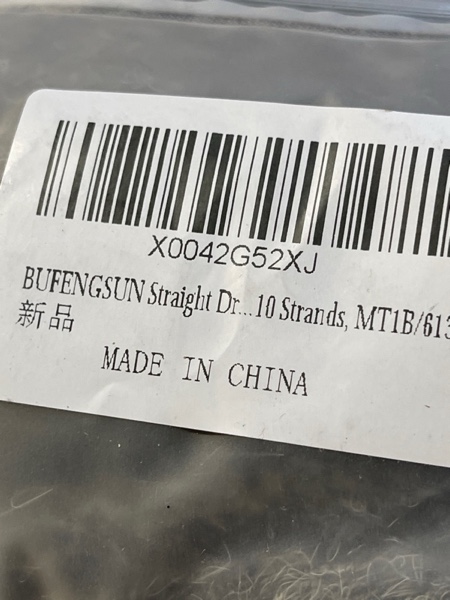 X0042G52XJ
BUFENGSUN Straight Dr...10 Strands, MT1B/613
新品
MADE IN CHINA